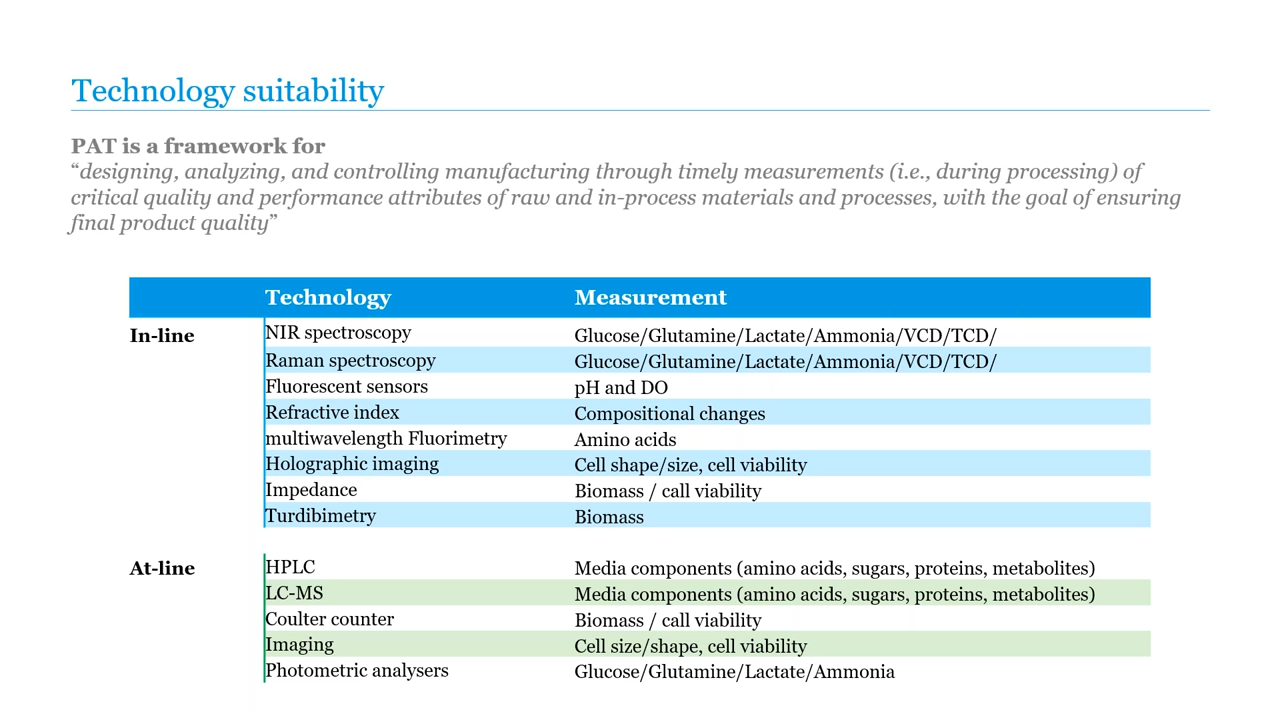 Technology suitability
PAT is a framework for
“designing, analyzing, and controlling manufacturing through timely measurements (i.e., during processing) of
critical quality and performance attributes of raw and in-process materials and processes, with the goal of ensuring
final product quality”
Technology Measurement
In-line NIR spectroscopy Glucose/Glutamine/Lactate/Ammonia/VCD/TCD/
Raman spectroscopy Glucose/Glutamine/Lactate/Ammonia/VCD/TCD/
Fluorescent sensors pH and DO
Refractive index Compositional changes
multiwavelength Fluorimetry Amino acids
Holographic imaging Cell shape/size, cell viability
Impedance Biomass / call viability
Turdibimetry Biomass
At-line HPLC Media components (amino acids, sugars, proteins, metabolites)
LC-MS Media components (amino acids, sugars, proteins, metabolites)
Coulter counter Biomass / call viability
Imaging Cell size/shape, cell viability
Photometric analysers Glucose/Glutamine/Lactate/Ammonia